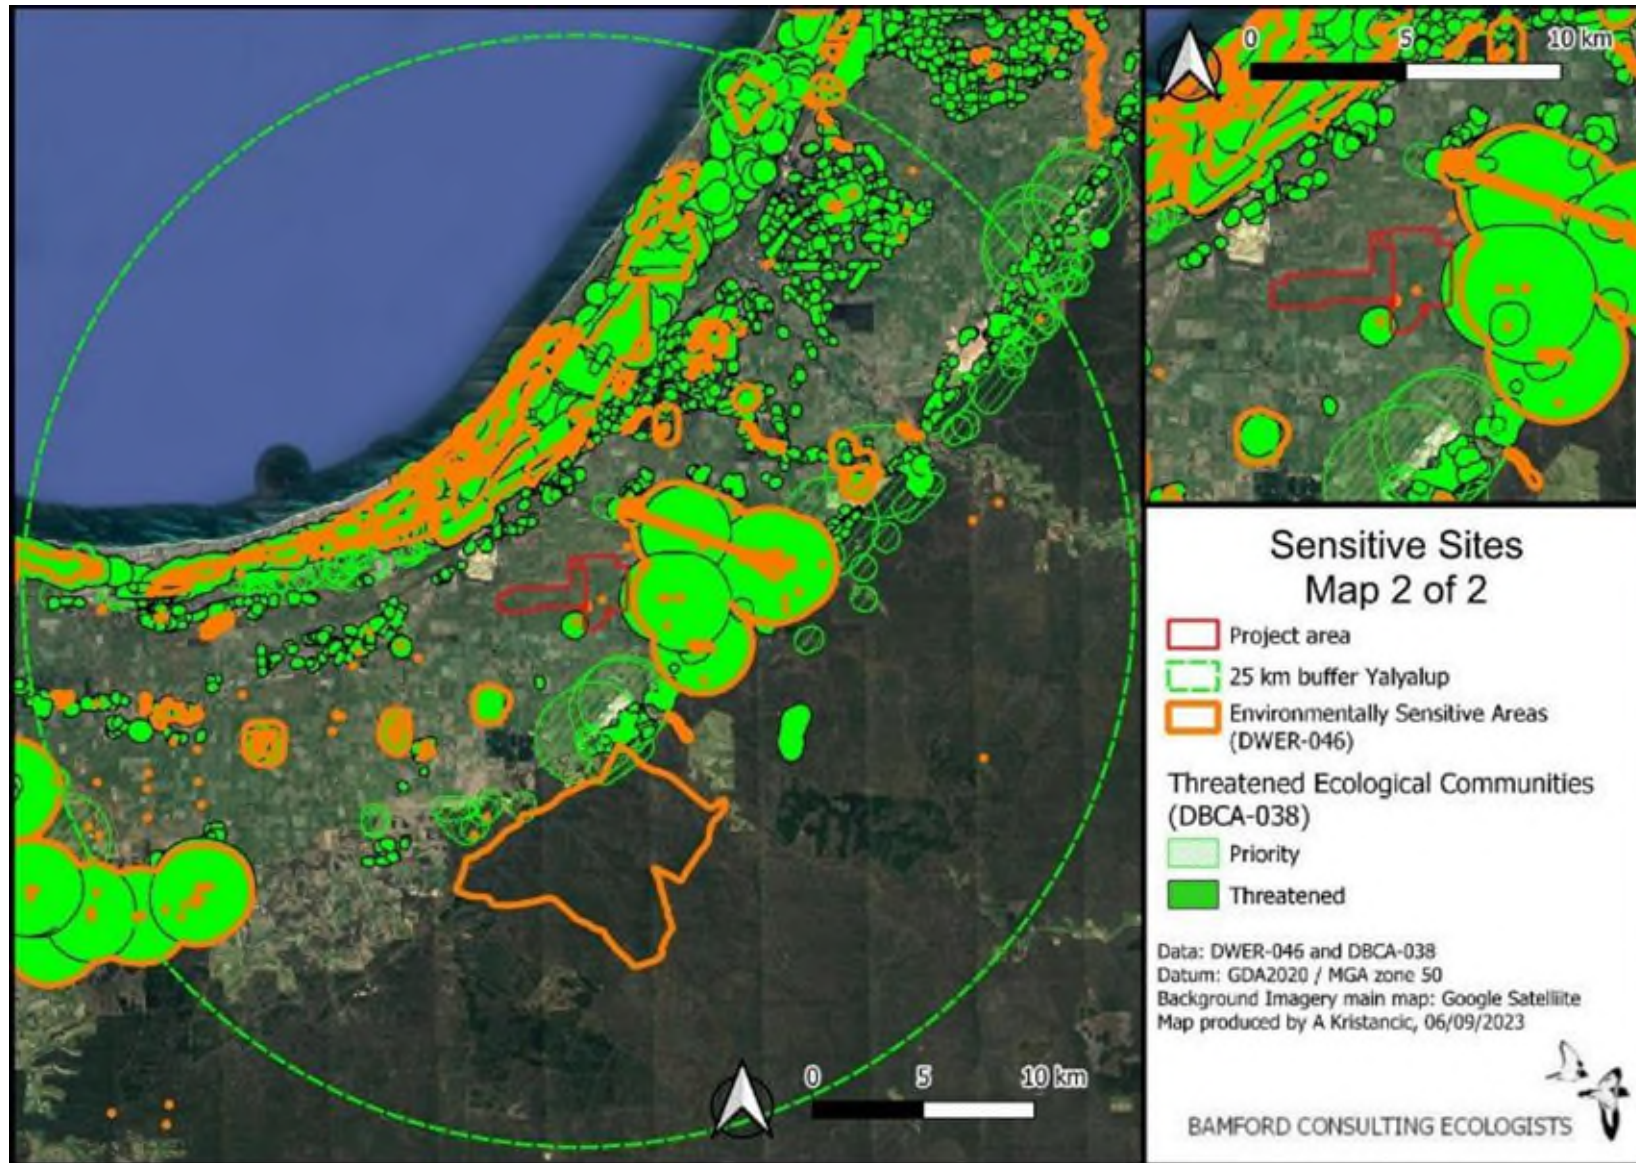 0 5 10 km
Sensitive Sites
Map 2 of 2
Project area
25 km buffer Yalyalup
Environmentally Sensitive Areas
(DWER-046)
Threatened Ecological Communities
(DBCA-038)
Priority
Threatened
Data: DWER-046 and DBCA-038
Datum: GDA2020 / MGA zone 50
Background Imagery main map: Google Satelliite
Map produced by A Kristancic, 06/09/2023
BAMFORD CONSULTING ECOLOGISTS
0 5 10 km